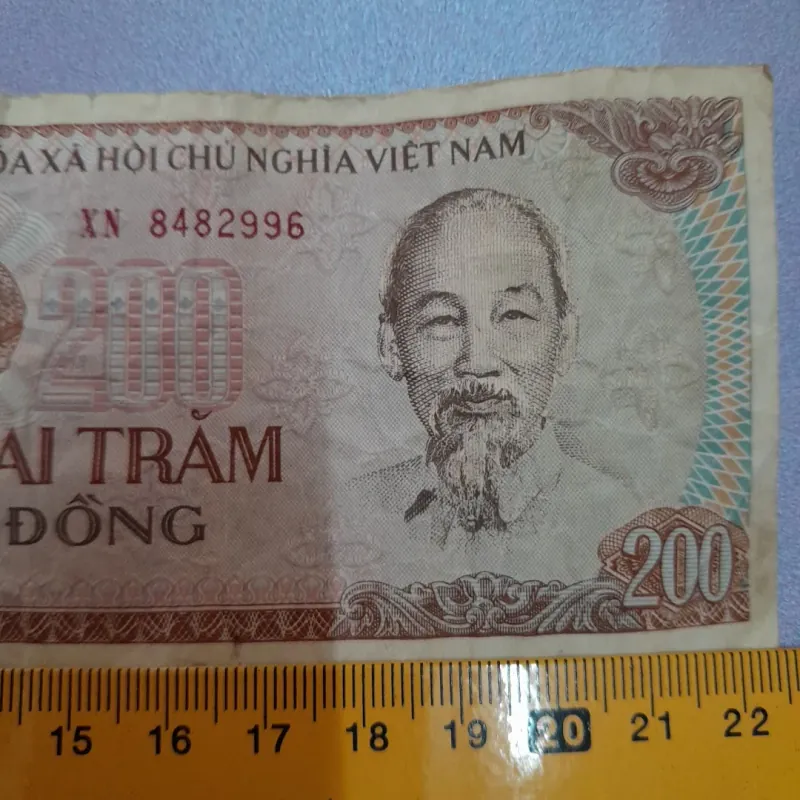 ÒA XÃ HỘI CHỦ NGHĨA VIỆT NAM
XN 8482996
200
AI TRĂM
ĐỒNG
200
15 16 17 18 19 20 21 22